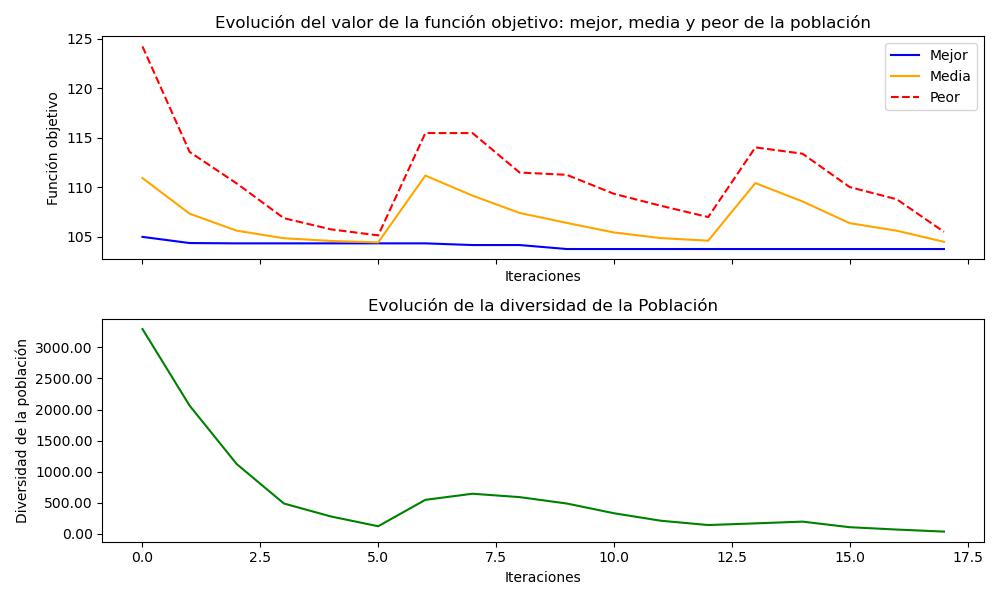 Evolución del valor de la función objetivo: mejor, media y peor de la población
125
120
115
110
105
Función objetivo
Mejor
Media
Peor
Iteraciones
Evolución de la diversidad de la Población
3000.00
2500.00
2000.00
1500.00
1000.00
500.00
0.00
Diversidad de la población
0.0 2.5 5.0 7.5 10.0 12.5 15.0 17.5
Iteraciones